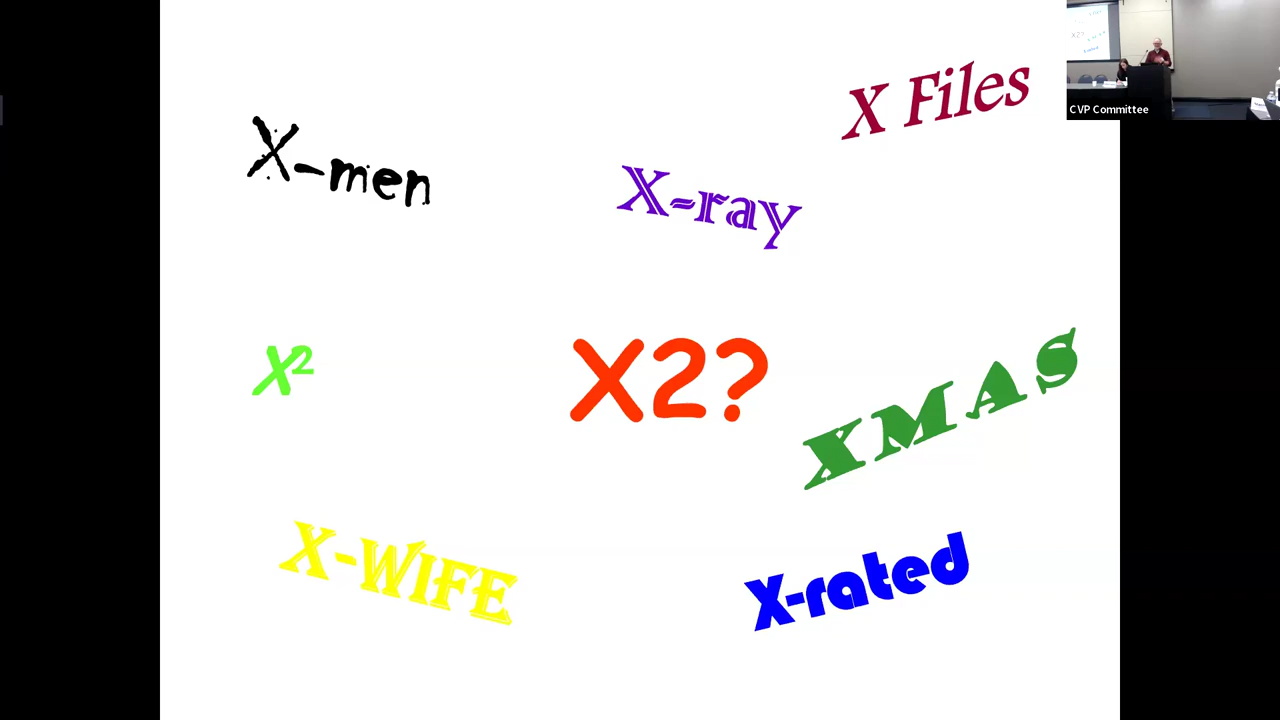 X Files
CVP Committee
X-men
X-ray
X²
X2?
XMAS
X-WIFE
X-rated